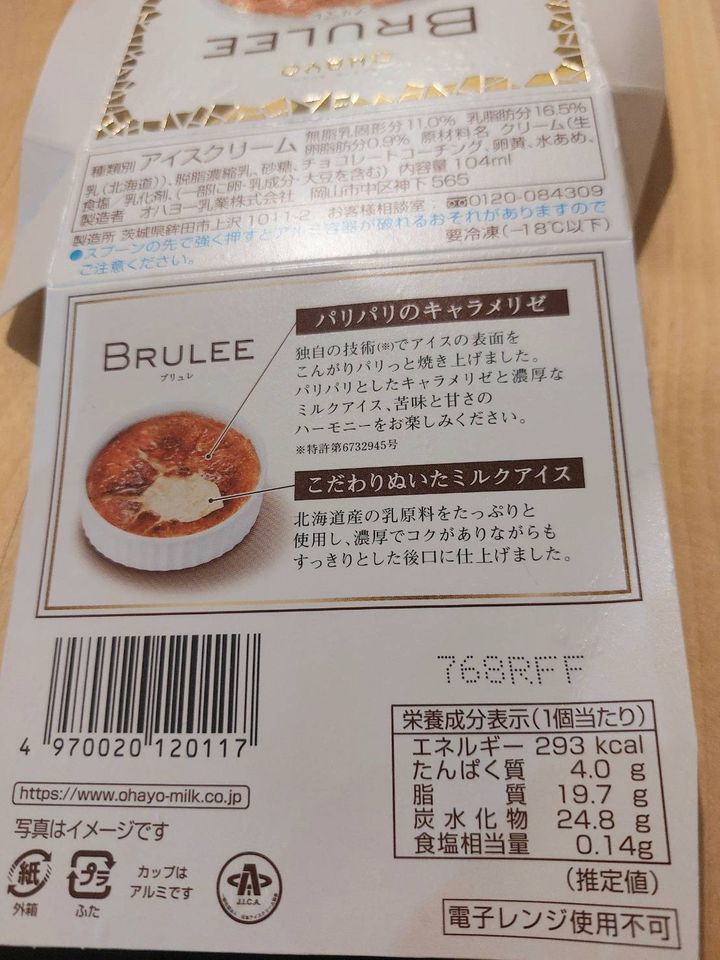 BRULEE
OHAYO
種類別 アイスクリーム 無脂乳固形分11.0% 乳脂肪分16.5%
卵脂肪分0.9% 原材料名 クリーム(生
乳(北海道))、脱脂濃縮乳、砂糖、チョコレートコーチング、卵黄、水あめ、
食塩/乳化剤、(一部に卵・乳成分・大豆を含む) 内容量 104ml
製造者 オハヨー乳業株式会社 岡山市中区神下 565
製造所 茨城県鉾田市上沢 1011-2 お客様相談室 0120-084309
●スプーンの先で強く押すとアルミ容器が破れるおそれがありますので
ご注意ください。 要冷凍(−18℃以下)
パリパリのキャラメリゼ
BRULEE
ブリュレ
独自の技術(※)でアイスの表面を
こんがりパリっと焼き上げました。
パリパリとしたキャラメリゼと濃厚な
ミルクアイス、苦味と甘さの
ハーモニーをお楽しみください。
※特許第6732945号
こだわりぬいたミルクアイス
北海道産の乳原料をたっぷりと
使用し、濃厚でコクがありながらも
すっきりとした後口に仕上げました。
768RFF
4 970020 120117
栄養成分表示(1個当たり)
エネルギー 293 kcal
たんぱく質 4.0 g
脂質 19.7 g
炭水化物 24.8 g
食塩相当量 0.14g
(推定値)
https://www.ohayo-milk.co.jp
写真はイメージです
紙
外箱
プラ
ふた
カップは
アルミです
J.I.C.A.
電子レンジ使用不可